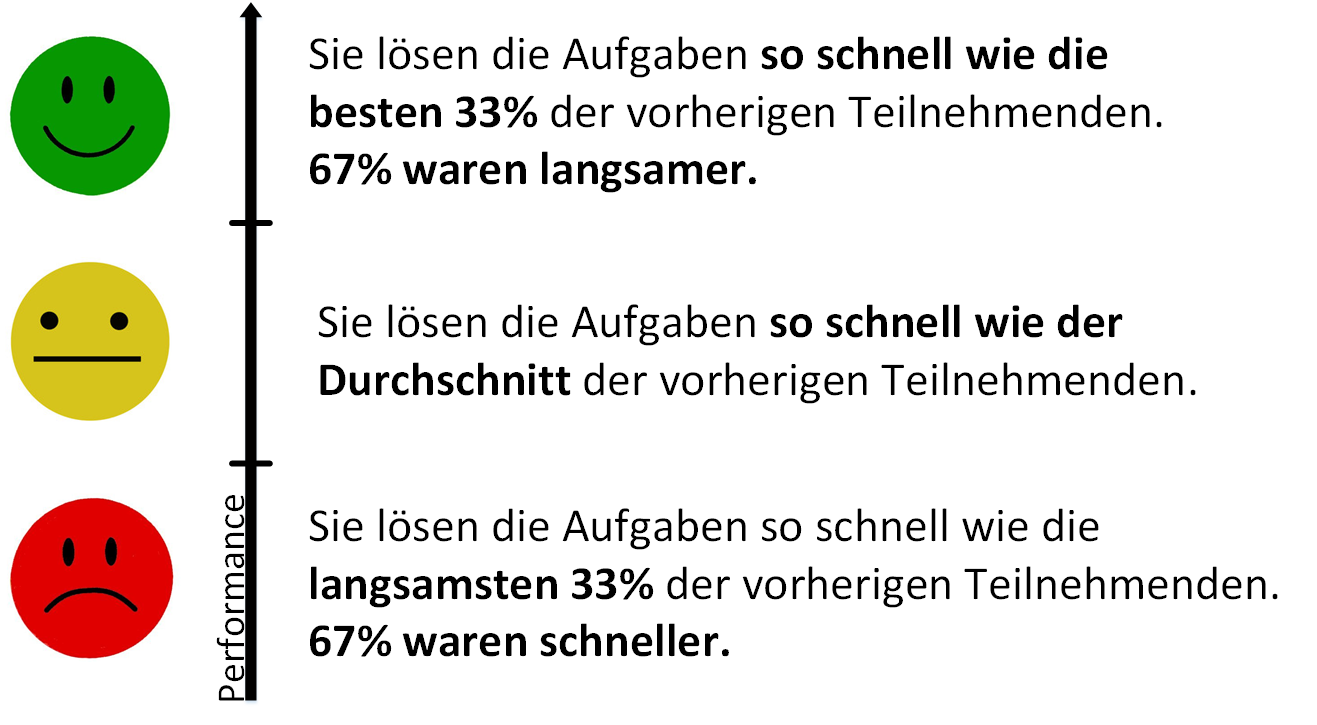 Sie lösen die Aufgaben so schnell wie die
besten 33% der vorherigen Teilnehmenden.
67% waren langsamer.
Sie lösen die Aufgaben so schnell wie der
Durchschnitt der vorherigen Teilnehmenden.
Performance
Sie lösen die Aufgaben so schnell wie die
langsamsten 33% der vorherigen Teilnehmenden.
67% waren schneller.